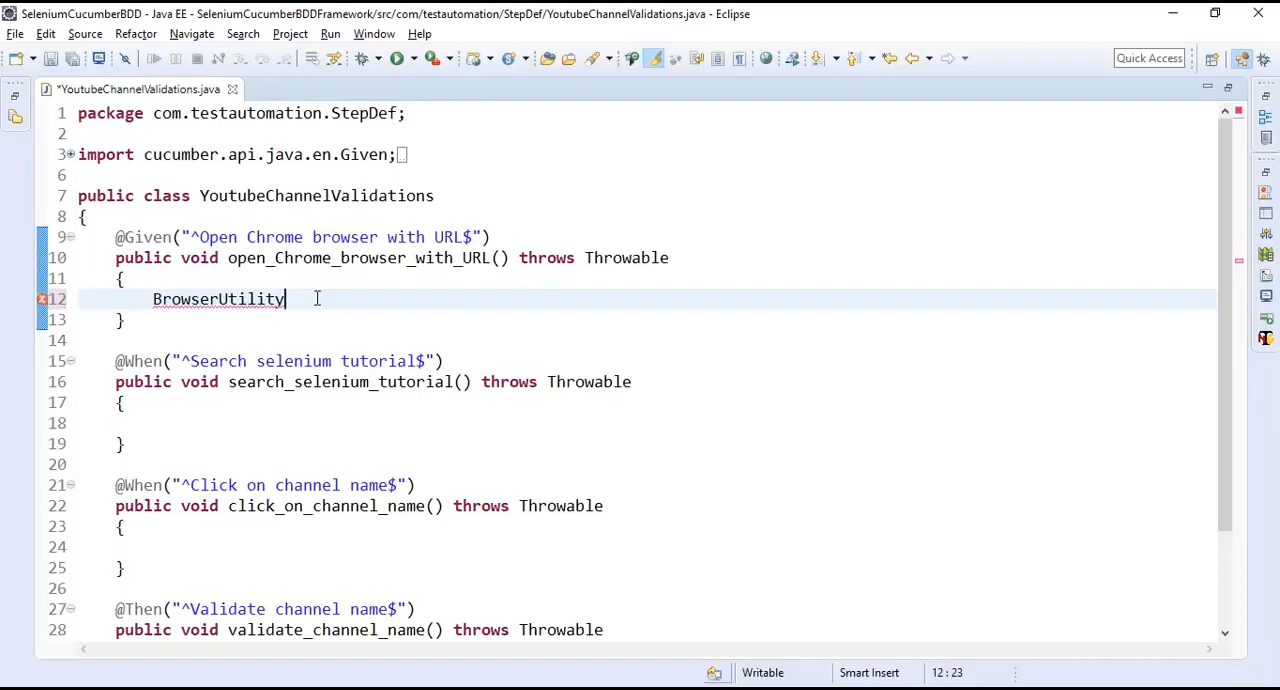 SeleniumCucumberBDD - Java EE - SeleniumCucumberBDDFramework/src/com/testautomation/StepDef/YoutubeChannelValidations.java - Eclipse
File Edit Source Refactor Navigate Search Project Run Window Help
Quick Access
*YoutubeChannelValidations.java
1 package com.testautomation.StepDef;
2
3 import cucumber.api.java.en.Given;
6
7 public class YoutubeChannelValidations
8 {
9 @Given("^Open Chrome browser with URL$")
10 public void open_Chrome_browser_with_URL() throws Throwable
11 {
12 BrowserUtility
13 }
14
15 @When("^Search selenium tutorial$")
16 public void search_selenium_tutorial() throws Throwable
17 {
18
19 }
20
21 @When("^Click on channel name$")
22 public void click_on_channel_name() throws Throwable
23 {
24
25 }
26
27 @Then("^Validate channel name$")
28 public void validate_channel_name() throws Throwable
Writable Smart Insert 12 : 23